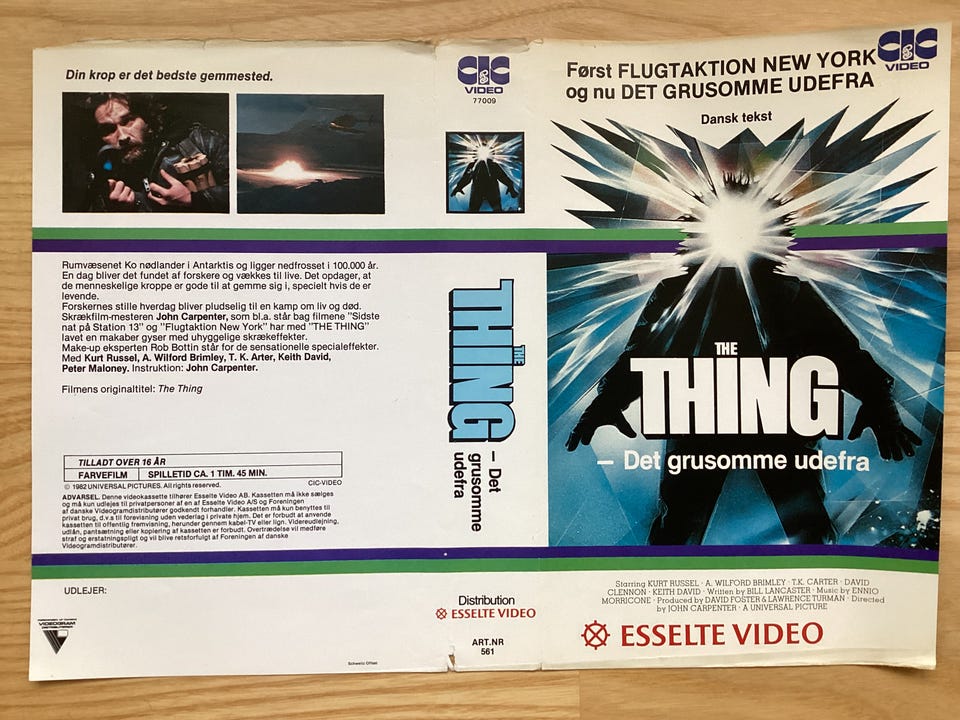 Din krop er det bedste gemmested.
Rumvæsenet Ko nødlander i Antarktis og ligger nedfrosset i 100.000 år.
En dag bliver det fundet af forskere og vækkes til live. Det opdager, at
de menneskelige kroppe er gode til at gemme sig i, specielt hvis de er
levende.
Forskernes stille hverdag bliver pludselig til en kamp om liv og død.
Skrækfilm-mesteren John Carpenter, som bl.a. står bag filmene "Sidste
nat på Station 13" og "Flugtaktion New York" har med "THE THING"
lavet en makaber gyser med uhyggelige skrækeffekter.
Make-up eksperten Rob Bottin står for de sensationelle specialeffekter.
Med Kurt Russel, A. Wilford Brimley, T. K. Arter, Keith David,
Peter Maloney. Instruktion: John Carpenter.
Filmens originaltitel: The Thing
TILLADT OVER 16 ÅR
FARVEFILM SPILLETID CA. 1 TIM. 45 MIN.
© 1982 UNIVERSAL PICTURES. All rights reserved. CIC-VIDEO
ADVARSEL. Denne videokassette tilhører Esselte Video AB. Kassetten må ikke sælges
og må kun udlejes til privatpersoner af en af Esselte Video A/S og Foreningen
af danske Videogramdistributører godkendt forhandler. Kassetten må kun benyttes til
privat brug, d.v.s til forevisning uden vederlag i private hjem. Det er forbudt at anvende
kassetten til offentlig fremvisning, herunder gennem kabel-TV eller lign. Videreudlejning,
udlån, pantsætning eller kopiering af kassetten er forbudt. Overtrædelse vil medføre
straf og erstatningspligt og vil blive retsforfulgt af Foreningen af danske
Videogramdistributører.
UDLEJER:
VIDEOGRAM
DISTRIBUTØRER
Schweitz Offset
CIC
VIDEO
77009
THE
THING
– Det
grusomme
udefra
Distribution
ESSELTE VIDEO
ART.NR
561
Først FLUGTAKTION NEW YORK
og nu DET GRUSOMME UDEFRA
CIC
VIDEO
Dansk tekst
THE
THING
– Det grusomme udefra
Starring KURT RUSSEL · A. WILFORD BRIMLEY · T.K. CARTER · DAVID
CLENNON · KEITH DAVID · Written by BILL LANCASTER · Music by ENNIO
MORRICONE · Produced by DAVID FOSTER & LAWRENCE TURMAN · Directed
by JOHN CARPENTER · A UNIVERSAL PICTURE
ESSELTE VIDEO